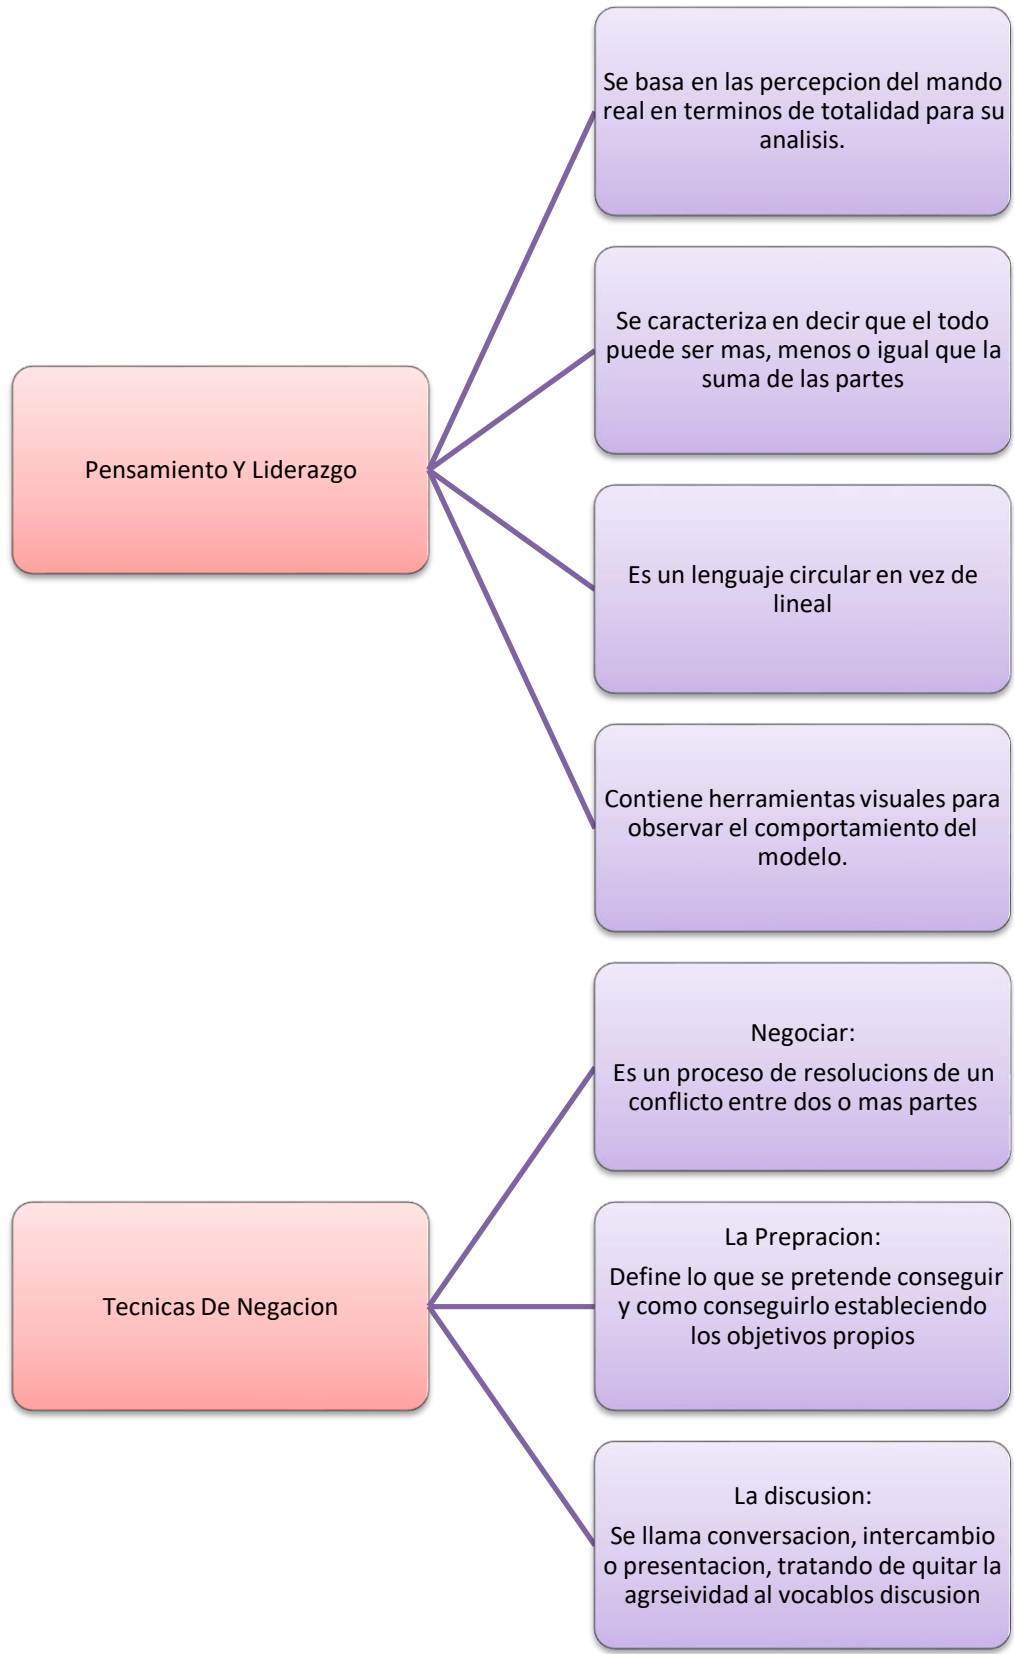 Pensamiento Y Liderazgo
Se basa en las percepcion del mando
real en terminos de totalidad para su
analisis.
Se caracteriza en decir que el todo
puede ser mas, menos o igual que la
suma de las partes
Es un lenguaje circular en vez de
lineal
Contiene herramientas visuales para
observar el comportamiento del
modelo.
Tecnicas De Negacion
Negociar:
Es un proceso de resolucions de un
conflicto entre dos o mas partes
La Prepracion:
Define lo que se pretende conseguir
y como conseguirlo estableciendo
los objetivos propios
La discusion:
Se llama conversacion, intercambio
o presentacion, tratando de quitar la
agrseividad al vocablos discusion